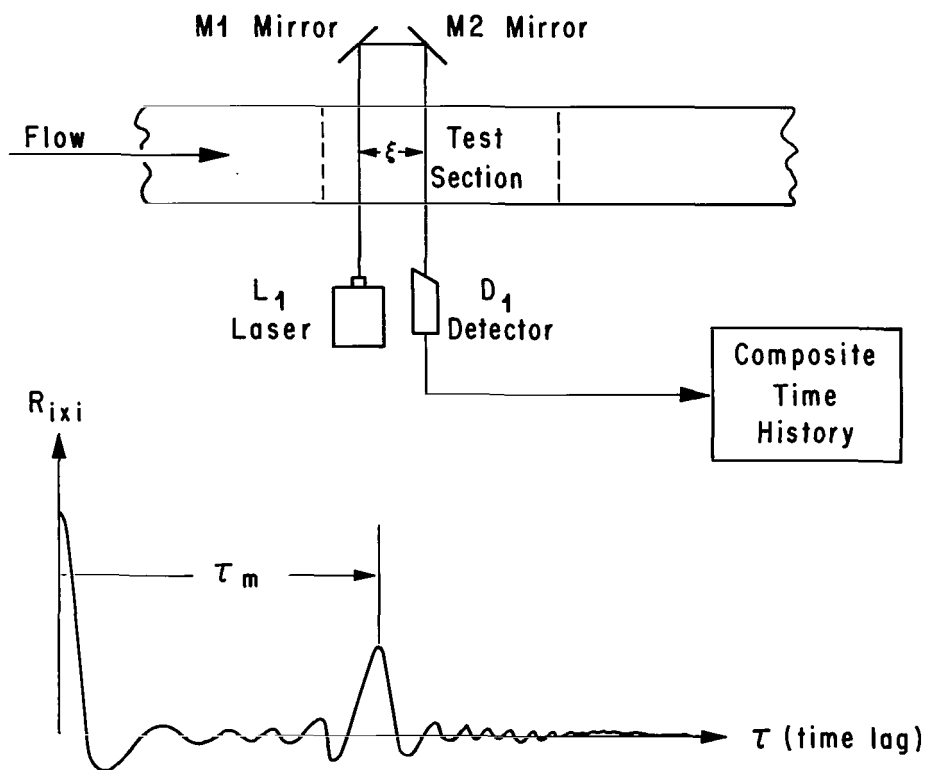 M1 Mirror
M2 Mirror
Flow
ξ
Test
Section
L1
Laser
D1
Detector
Composite
Time
History
Rixi
τm
τ (time lag)